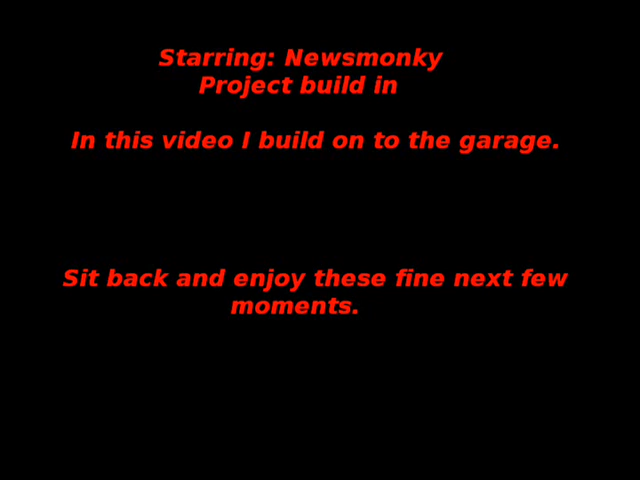 Starring: Newsmonky
Project build in
In this video I build on to the garage.
Sit back and enjoy these fine next few
moments.